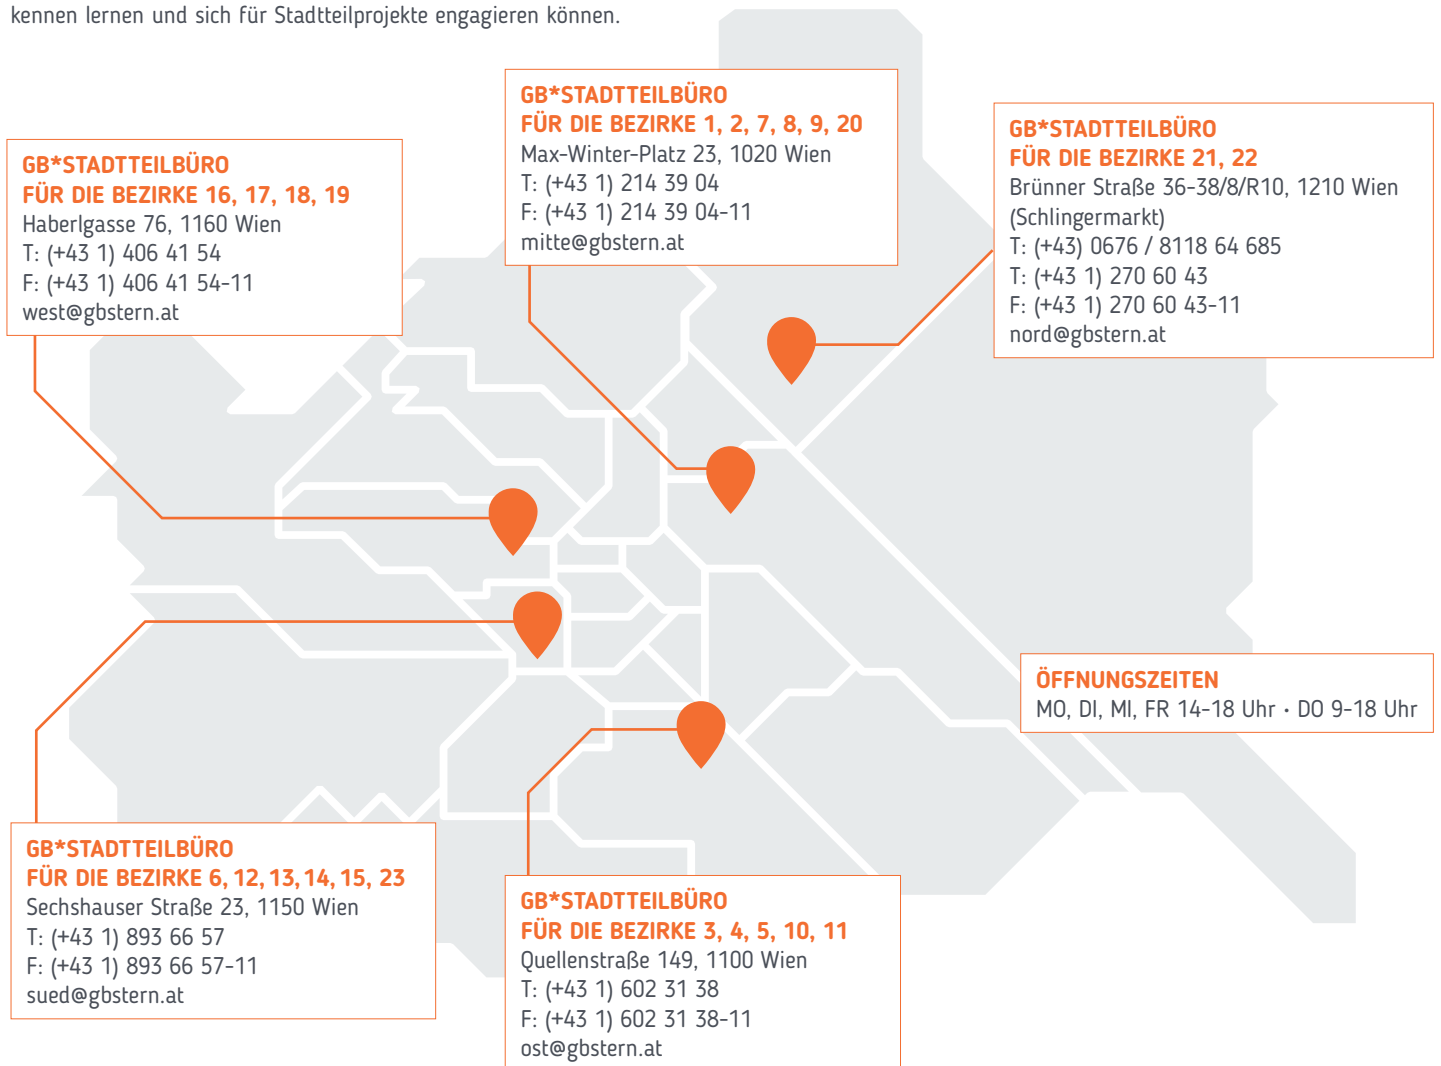 kennen lernen und sich für Stadtteilprojekte engagieren können.
GB*STADTTEILBÜRO
FÜR DIE BEZIRKE 16, 17, 18, 19
Haberlgasse 76, 1160 Wien
T: (+43 1) 406 41 54
F: (+43 1) 406 41 54-11
west@gbstern.at
GB*STADTTEILBÜRO
FÜR DIE BEZIRKE 1, 2, 7, 8, 9, 20
Max-Winter-Platz 23, 1020 Wien
T: (+43 1) 214 39 04
F: (+43 1) 214 39 04-11
mitte@gbstern.at
GB*STADTTEILBÜRO
FÜR DIE BEZIRKE 21, 22
Brünner Straße 36-38/8/R10, 1210 Wien
(Schlingermarkt)
T: (+43) 0676 / 8118 64 685
T: (+43 1) 270 60 43
F: (+43 1) 270 60 43-11
nord@gbstern.at
ÖFFNUNGSZEITEN
MO, DI, MI, FR 14-18 Uhr · DO 9-18 Uhr
GB*STADTTEILBÜRO
FÜR DIE BEZIRKE 6, 12, 13, 14, 15, 23
Sechshauser Straße 23, 1150 Wien
T: (+43 1) 893 66 57
F: (+43 1) 893 66 57-11
sued@gbstern.at
GB*STADTTEILBÜRO
FÜR DIE BEZIRKE 3, 4, 5, 10, 11
Quellenstraße 149, 1100 Wien
T: (+43 1) 602 31 38
F: (+43 1) 602 31 38-11
ost@gbstern.at